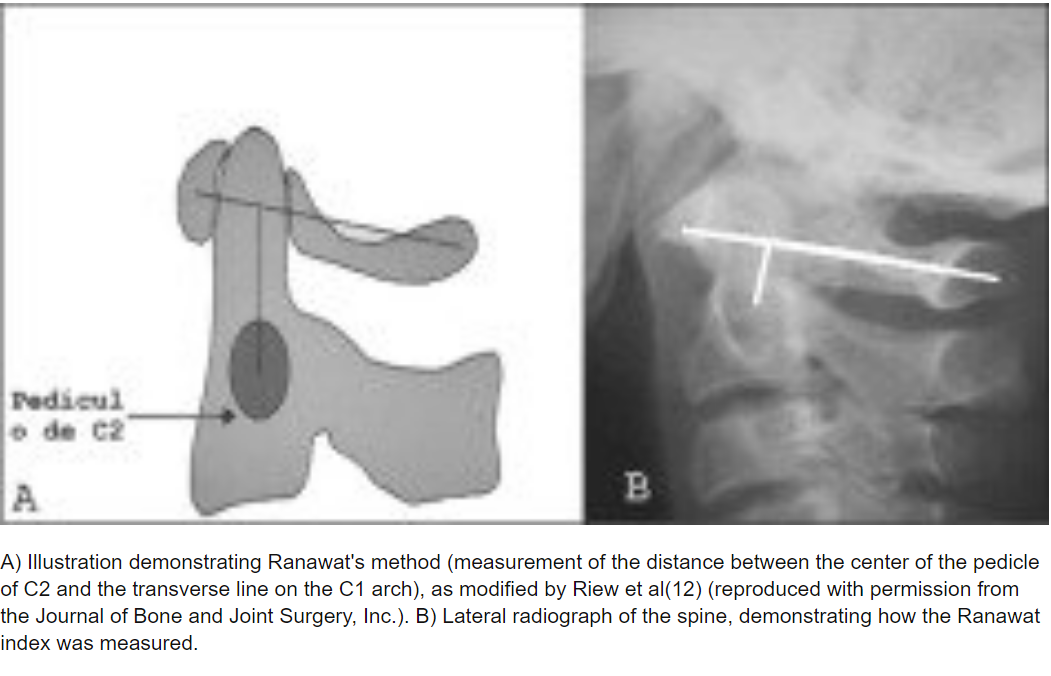 Pedicul
o de C2
A
B
A) Illustration demonstrating Ranawat's method (measurement of the distance between the center of the pedicle
of C2 and the transverse line on the C1 arch), as modified by Riew et al(12) (reproduced with permission from
the Journal of Bone and Joint Surgery, Inc.). B) Lateral radiograph of the spine, demonstrating how the Ranawat
index was measured.